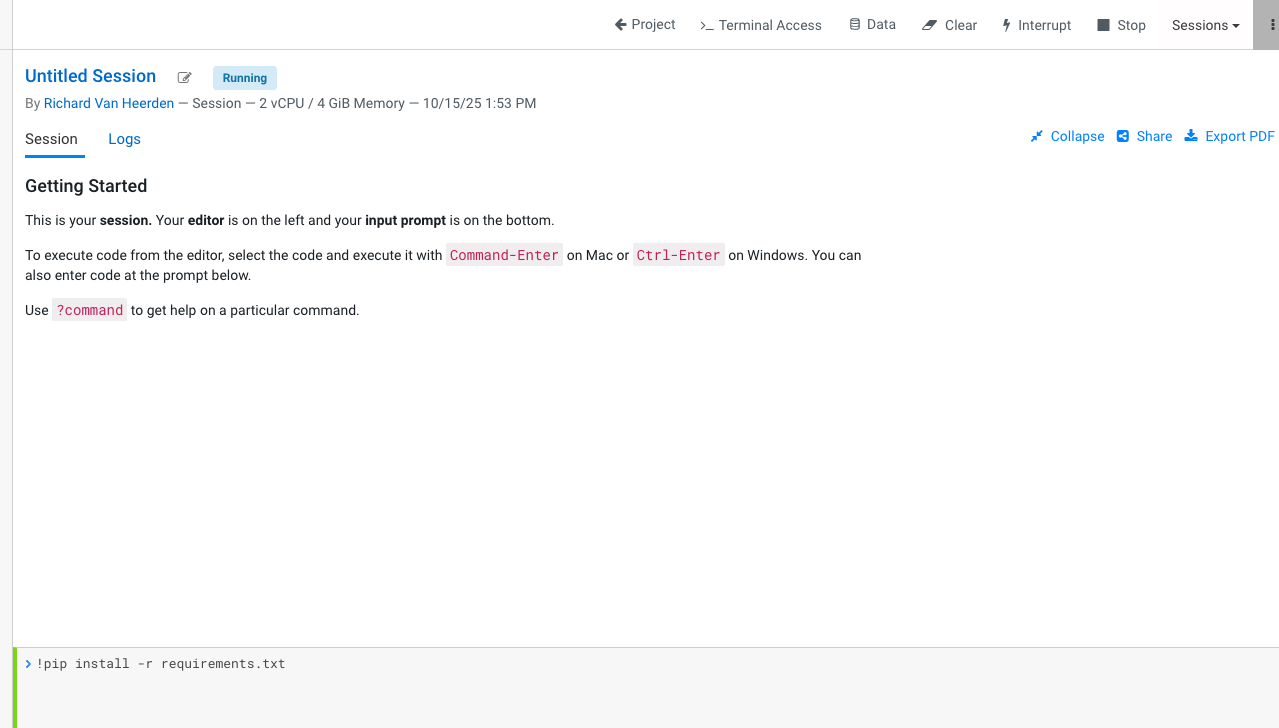 Project Terminal Access Data Clear Interrupt Stop Sessions
Untitled Session Running
By Richard Van Heerden — Session — 2 vCPU / 4 GiB Memory — 10/15/25 1:53 PM
Session Logs Collapse Share Export PDF
Getting Started
This is your session. Your editor is on the left and your input prompt is on the bottom.
To execute code from the editor, select the code and execute it with Command-Enter on Mac or Ctrl-Enter on Windows. You can
also enter code at the prompt below.
Use ?command to get help on a particular command.
!pip install -r requirements.txt